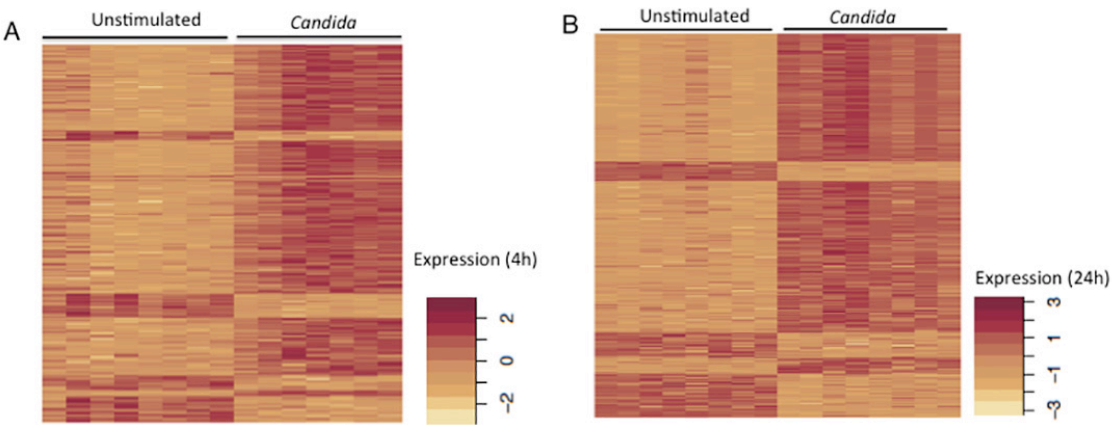 A
Unstimulated
Candida
Expression (4h)
2
0
-2
B
Unstimulated
Candida
Expression (24h)
3
1
-1
-3